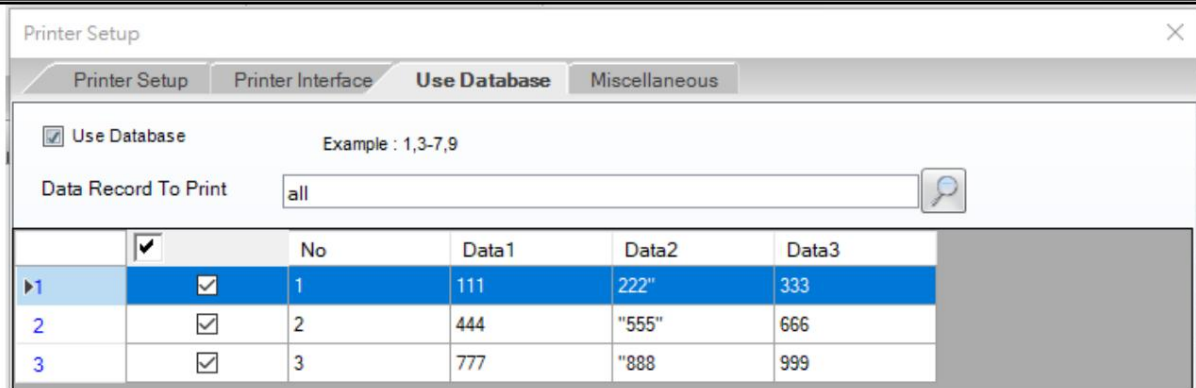 Printer Setup
Printer Setup Printer Interface Use Database Miscellaneous
Use Database Example : 1,3-7,9
Data Record To Print all
No Data1 Data2 Data3
1 1 111 222" 333
2 2 444 "555" 666
3 3 777 "888 999